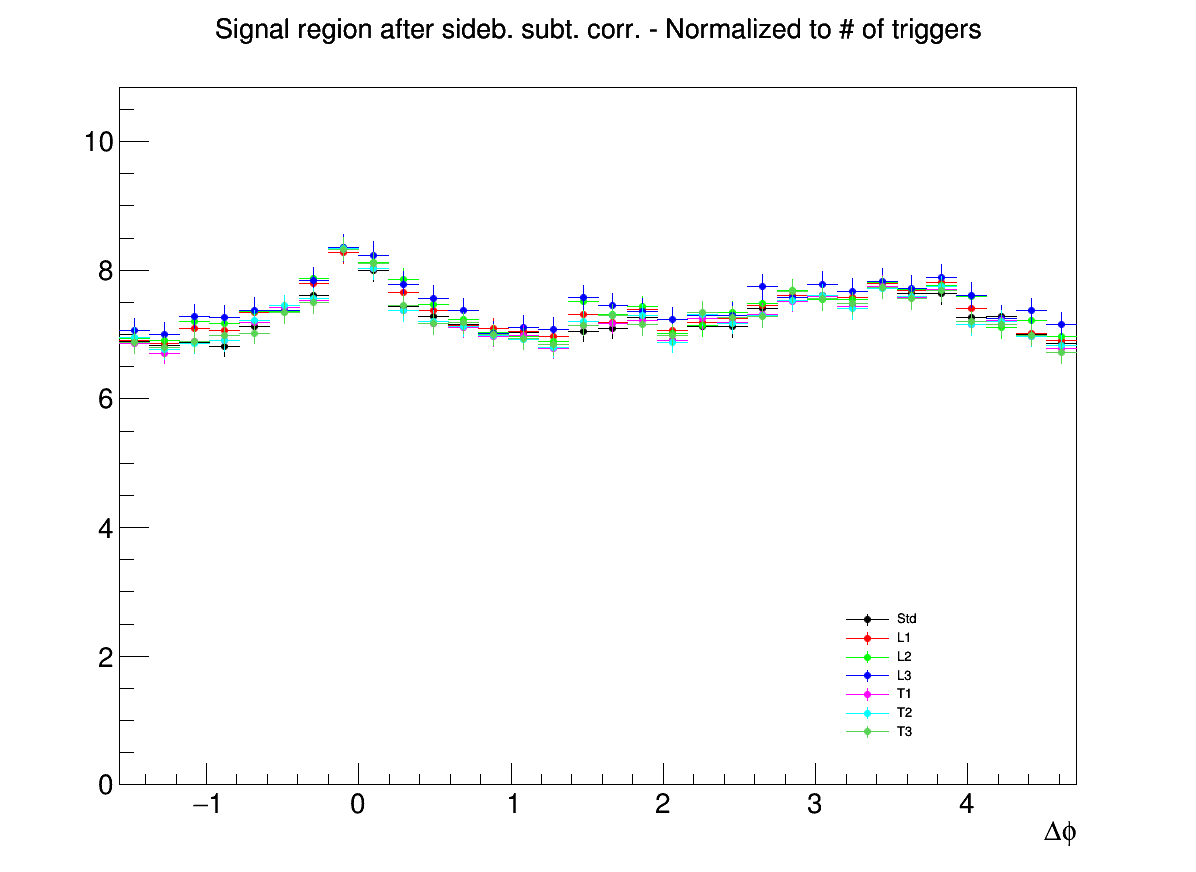 Signal region after sideb. subt. corr. - Normalized to # of triggers
10
8
6
4
2
0
−1 0 1 2 3 4
Δϕ
Std
L1
L2
L3
T1
T2
T3